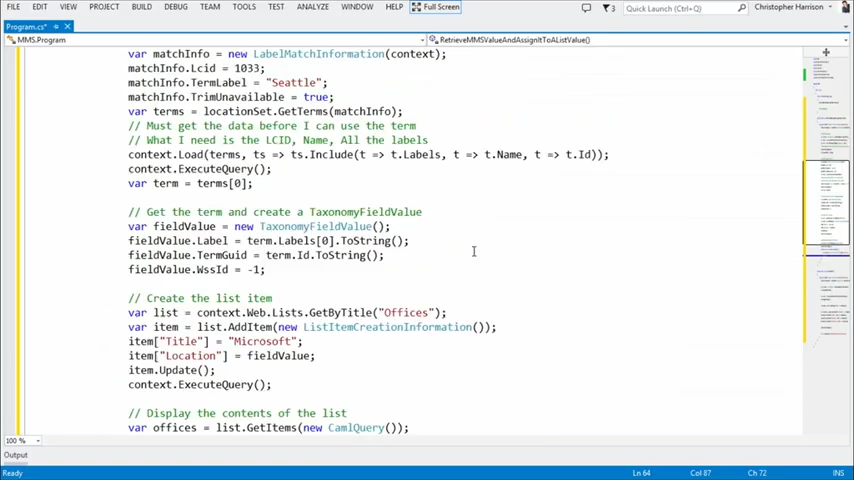 FILE EDIT VIEW PROJECT BUILD DEBUG TEAM TOOLS TEST ANALYZE WINDOW HELP Full Screen 3 Quick Launch (Ctrl+Q)
Christopher Harrison
Program.cs*
MMS.Program RetrieveMMSValueAndAssignItToAListValue()
var matchInfo = new LabelMatchInformation(context);
matchInfo.Lcid = 1033;
matchInfo.TermLabel = "Seattle";
matchInfo.TrimUnavailable = true;
var terms = locationSet.GetTerms(matchInfo);
// Must get the data before I can use the term
// What I need is the LCID, Name, All the labels
context.Load(terms, ts => ts.Include(t => t.Labels, t => t.Name, t => t.Id));
context.ExecuteQuery();
var term = terms[0];
// Get the term and create a TaxonomyFieldValue
var fieldValue = new TaxonomyFieldValue();
fieldValue.Label = term.Labels[0].ToString();
fieldValue.TermGuid = term.Id.ToString();
fieldValue.WssId = -1;
// Create the list item
var list = context.Web.Lists.GetByTitle("Offices");
var item = list.AddItem(new ListItemCreationInformation());
item["Title"] = "Microsoft";
item["Location"] = fieldValue;
item.Update();
context.ExecuteQuery();
// Display the contents of the list
var offices = list.GetItems(new CamlQuery());
100 %
Output
Ready Ln 64 Col 87 Ch 72 INS